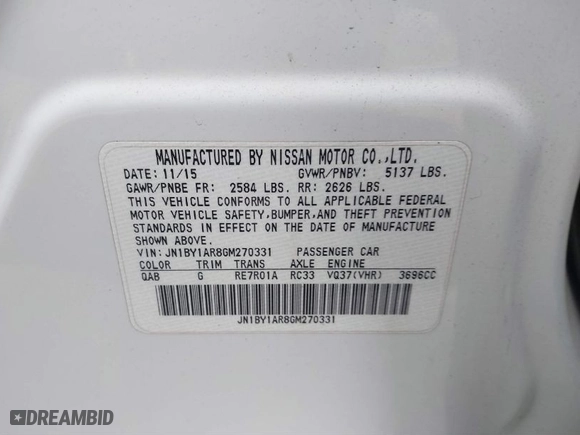 MANUFACTURED BY NISSAN MOTOR CO.,LTD.
DATE: 11/15 GVWR/PNBV: 5137 LBS.
GAWR/PNBE FR: 2584 LBS. RR: 2626 LBS.
THIS VEHICLE CONFORMS TO ALL APPLICABLE FEDERAL
MOTOR VEHICLE SAFETY,BUMPER,AND THEFT PREVENTION
STANDARDS IN EFFECT ON THE DATE OF MANUFACTURE
SHOWN ABOVE.
VIN: JN1BY1AR8GM270331 PASSENGER CAR
COLOR TRIM TRANS AXLE ENGINE
QAB G RE7R01A RC33 VQ37(VHR) 3696CC
JN1BY1AR8GM270331
DREAMBID